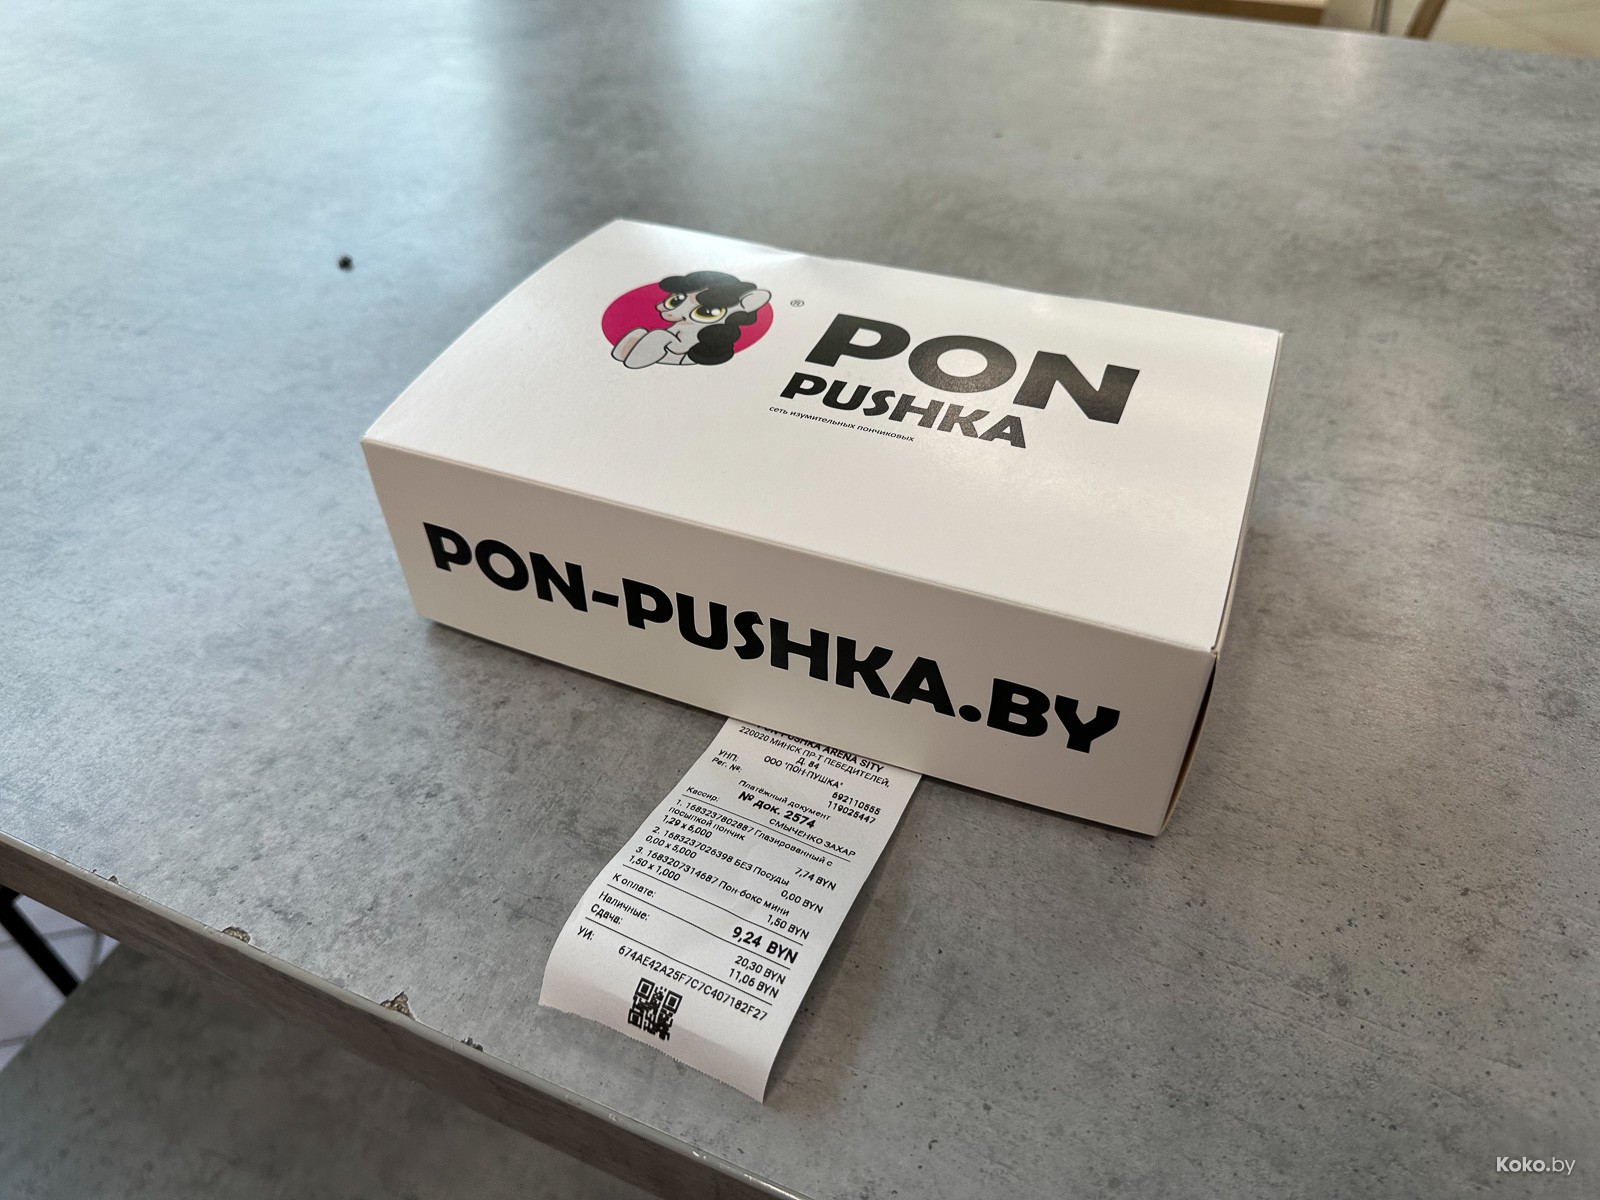 ®
PON
PUSHKA
сеть изумительных пончиковых
PON-PUSHKA.BY
PUSHKA ARENA SITY
220020 МИНСК ПР-Т ПОБЕДИТЕЛЕЙ,
Д. 84
ООО "ПОН-ПУШКА"
УНП: 692110555
Рег. №: 119025447
Платёжный документ
№ док. 2574
Кассир: СМЫЧЕНКО ЗАХАР
1. 1683237802887 Глазированный с
посыпкой пончик
1,29 x 6,000 7,74 BYN
2. 1683237026398 БЕЗ Посуды
0,00 x 5,000 0,00 BYN
3. 1683207314687 Пон-бокс мини
1,50 x 1,000 1,50 BYN
К оплате: 9,24 BYN
Наличные: 20,30 BYN
Сдача: 11,06 BYN
УИ: 674AE42A25F7C7C407182F27
Koko.by